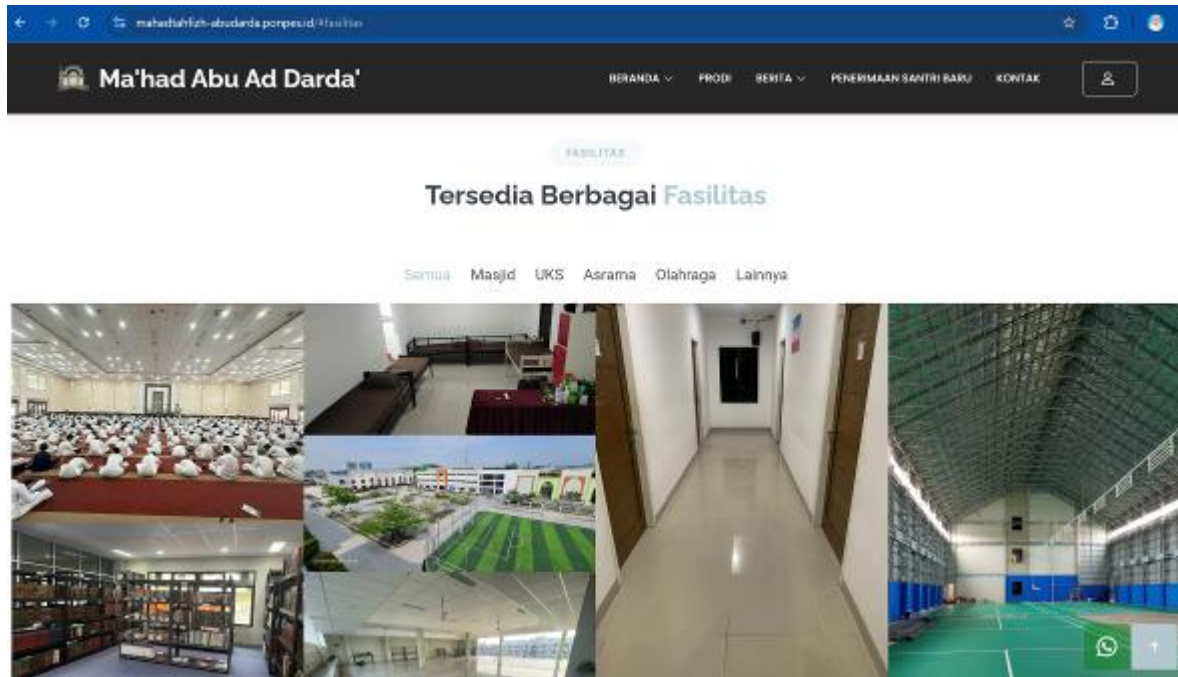 mahadtahfizh-abudarda.ponpes.id/#fasilitas
Ma'had Abu Ad Darda'
BERANDA PRODI BERITA PENERIMAAN SANTRI BARU KONTAK
FASILITAS
Tersedia Berbagai Fasilitas
Semua Masjid UKS Asrama Olahraga Lainnya